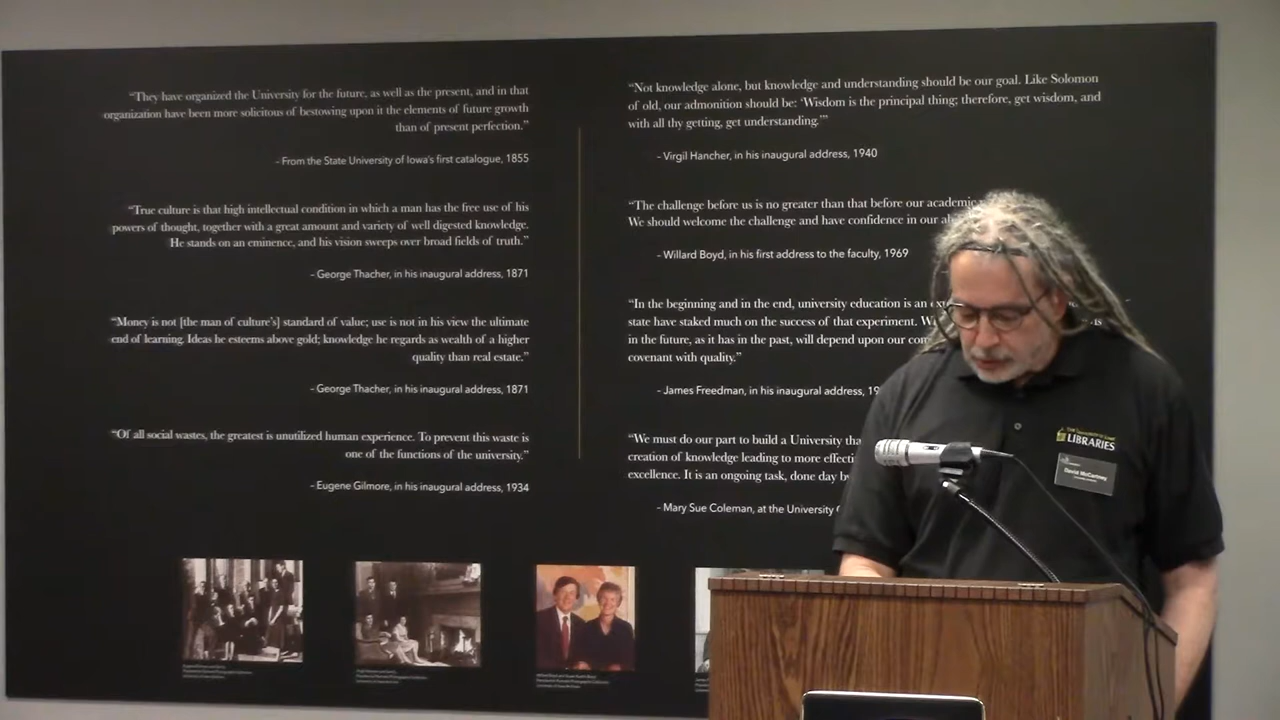 “They have organized the University for the future, as well as the present, and in that
organization have been more solicitous of bestowing upon it the elements of future growth
than of present perfection.”
– From the State University of Iowa's first catalogue, 1855
“True culture is that high intellectual condition in which a man has the free use of his
powers of thought, together with a great amount and variety of well digested knowledge.
He stands on an eminence, and his vision sweeps over broad fields of truth.”
– George Thacher, in his inaugural address, 1871
“Money is not [the man of culture's] standard of value; use is not in his view the ultimate
end of learning. Ideas he esteems above gold; knowledge he regards as wealth of a higher
quality than real estate.”
– George Thacher, in his inaugural address, 1871
“Of all social wastes, the greatest is unutilized human experience. To prevent this waste is
one of the functions of the university.”
– Eugene Gilmore, in his inaugural address, 1934
“Not knowledge alone, but knowledge and understanding should be our goal. Like Solomon
of old, our admonition should be: ‘Wisdom is the principal thing; therefore, get wisdom, and
with all thy getting, get understanding.’”
– Virgil Hancher, in his inaugural address, 1940
“The challenge before us is no greater than that before our academic
We should welcome the challenge and have confidence in our
– Willard Boyd, in his first address to the faculty, 1969
“In the beginning and in the end, university education is an
state have staked much on the success of that experiment.
in the future, as it has in the past, will depend upon our
covenant with quality.”
– James Freedman, in his inaugural address,
“We must do our part to build a University
creation of knowledge leading to more
excellence. It is an ongoing task, done day
– Mary Sue Coleman, at the University
LIBRARIES
David McCartney